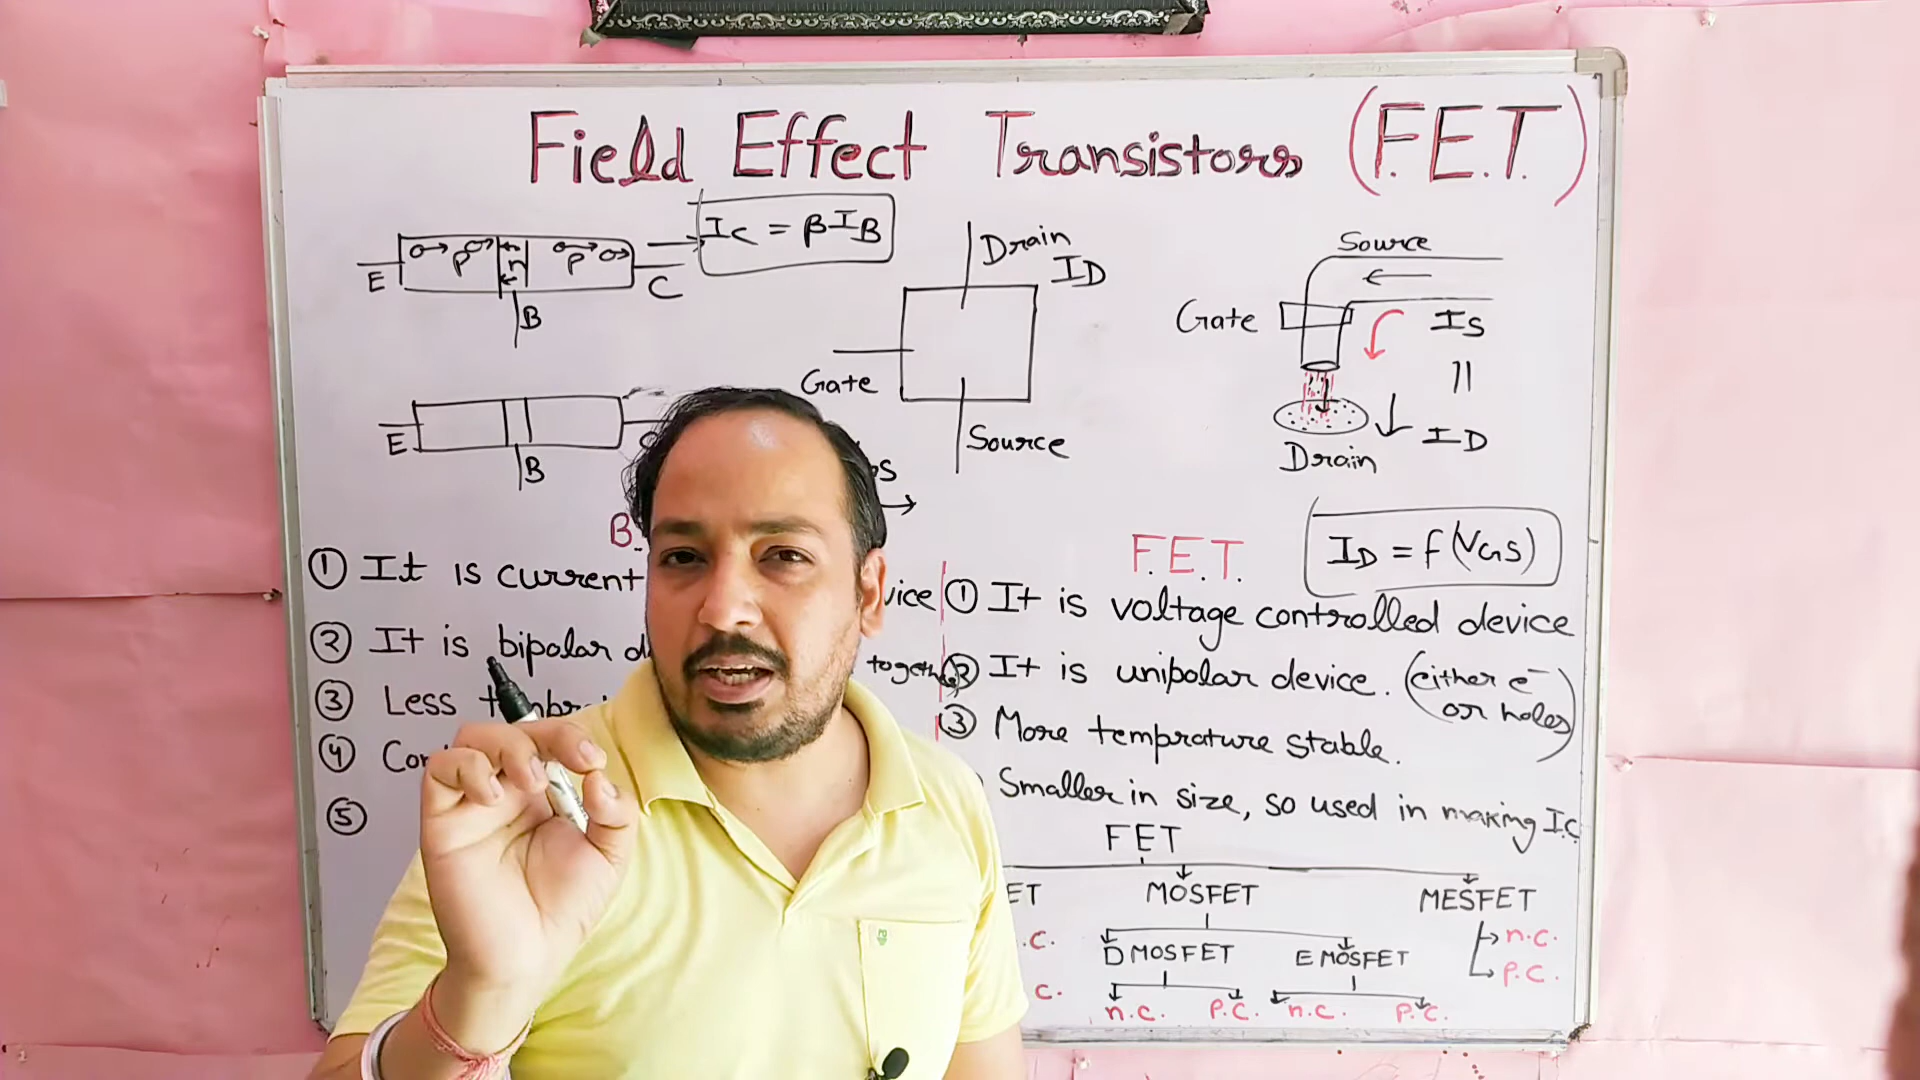 Field Effect Transistors (F.E.T.)
IC = βIB
E
p
n
p
C
B
Drain
ID
Gate
Source
Source
Gate
IS
=
ID
Drain
E
B
F.E.T.
ID = f(VGS)
① It is current
② It is bipolar
③ Less
④
⑤
together
① It is voltage controlled device
② It is unipolar device. (either e⁻ or holes)
③ More temprature stable.
Smaller in size, so used in making I.C
FET
MOSFET
MESFET
n.c.
p.c.
DMOSFET
EMOSFET
n.c.
p.c.
n.c.
p.c.